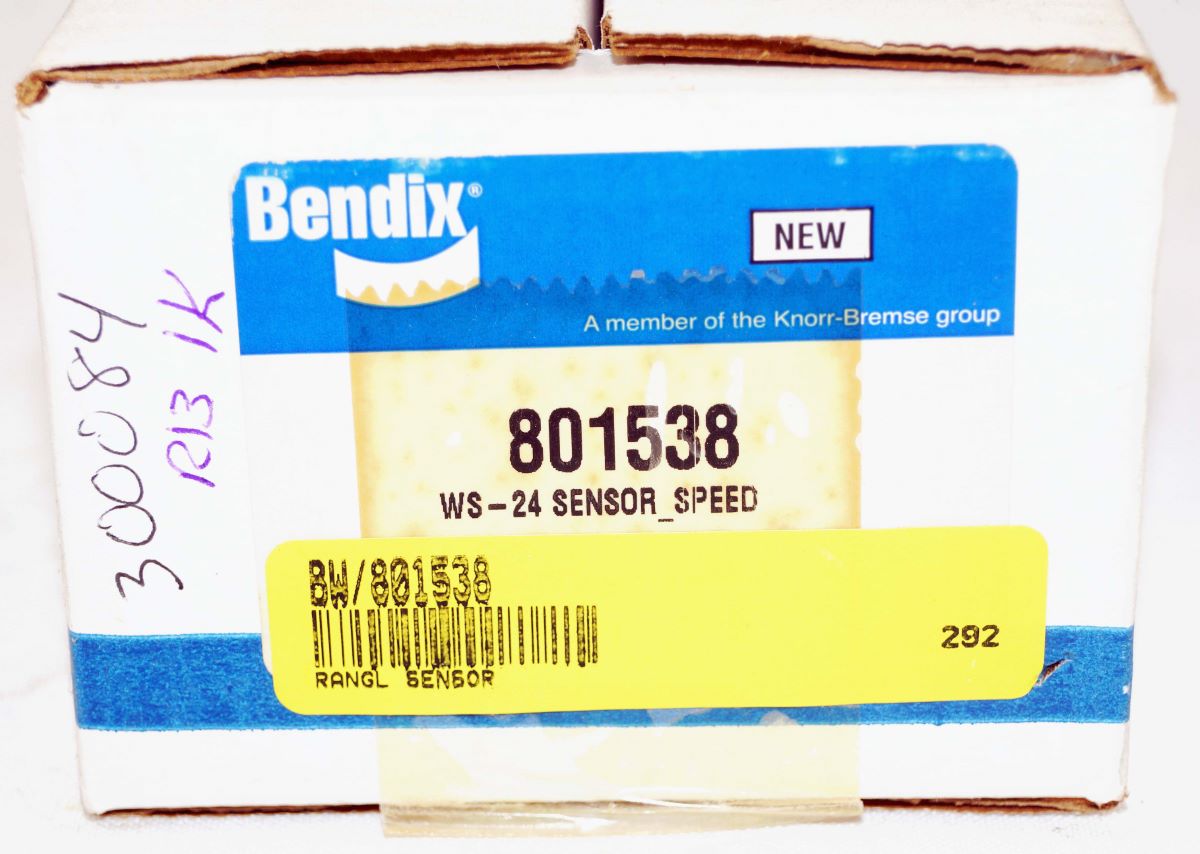 Bendix®
NEW
A member of the Knorr-Bremse group
801538
WS-24 SENSOR_SPEED
BW/801538
292
RANGL SENSOR
300084
R13 1K